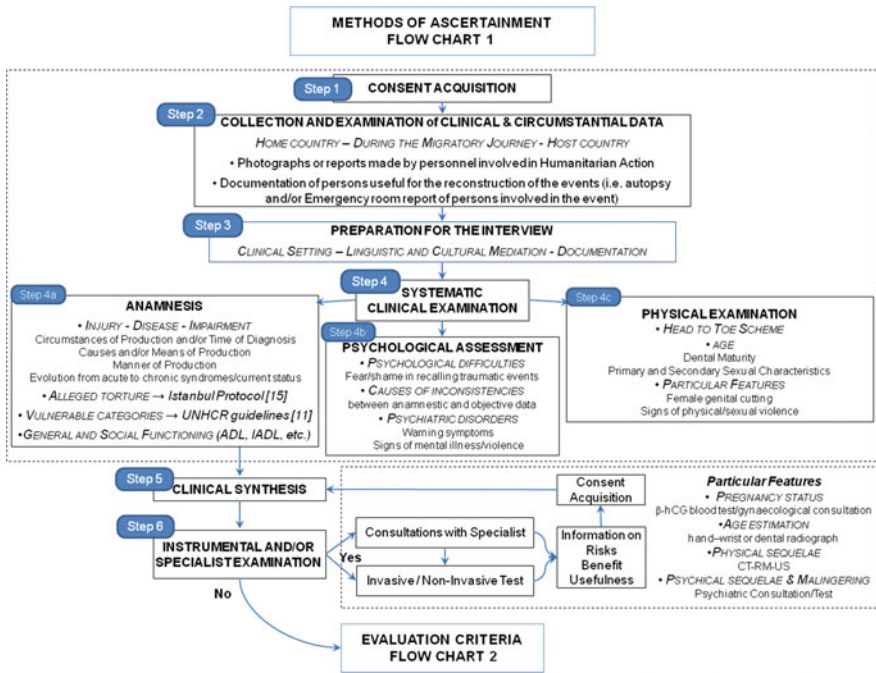 METHODS OF ASCERTAINMENT
FLOW CHART 1
Step 1
CONSENT ACQUISITION
Step 2
COLLECTION AND EXAMINATION of CLINICAL & CIRCUMSTANTIAL DATA
HOME COUNTRY – DURING THE MIGRATORY JOURNEY - HOST COUNTRY
• Photographs or reports made by personnel involved in Humanitarian Action
• Documentation of persons useful for the reconstruction of the events (i.e. autopsy
and/or Emergency room report of persons involved in the event)
Step 3
PREPARATION FOR THE INTERVIEW
CLINICAL SETTING – LINGUISTIC AND CULTURAL MEDIATION - DOCUMENTATION
Step 4
SYSTEMATIC
CLINICAL EXAMINATION
Step 4a
ANAMNESIS
• INJURY - DISEASE - IMPAIRMENT
Circumstances of Production and/or Time of Diagnosis
Causes and/or Means of Production
Manner of Production
Evolution from acute to chronic syndromes/current status
• ALLEGED TORTURE → Istanbul Protocol [15]
• VULNERABLE CATEGORIES → UNHCR guidelines [11]
• GENERAL AND SOCIAL FUNCTIONING (ADL, IADL, etc.)
Step 4b
PSYCHOLOGICAL ASSESSMENT
• PSYCHOLOGICAL DIFFICULTIES
Fear/shame in recalling traumatic events
• CAUSES OF INCONSISTENCIES
between anamnestic and objective data
• PSYCHIATRIC DISORDERS
Warning symptoms
Signs of mental illness/violence
Step 4c
PHYSICAL EXAMINATION
• HEAD TO TOE SCHEME
• AGE
Dental Maturity
Primary and Secondary Sexual Characteristics
• PARTICULAR FEATURES
Female genital cutting
Signs of physical/sexual violence
Step 5
CLINICAL SYNTHESIS
Step 6
INSTRUMENTAL AND/OR
SPECIALIST EXAMINATION
Yes
No
Consultations with Specialist
Invasive / Non-Invasive Test
Information on
Risks
Benefit
Usefulness
Consent
Acquisition
Particular Features
• PREGNANCY STATUS
β-hCG blood test/gynaecological consultation
• AGE ESTIMATION
hand–wrist or dental radiograph
• PHYSICAL SEQUELAE
CT-RM-US
• PSYCHICAL SEQUELAE & MALINGERING
Psychiatric Consultation/Test
EVALUATION CRITERIA
FLOW CHART 2